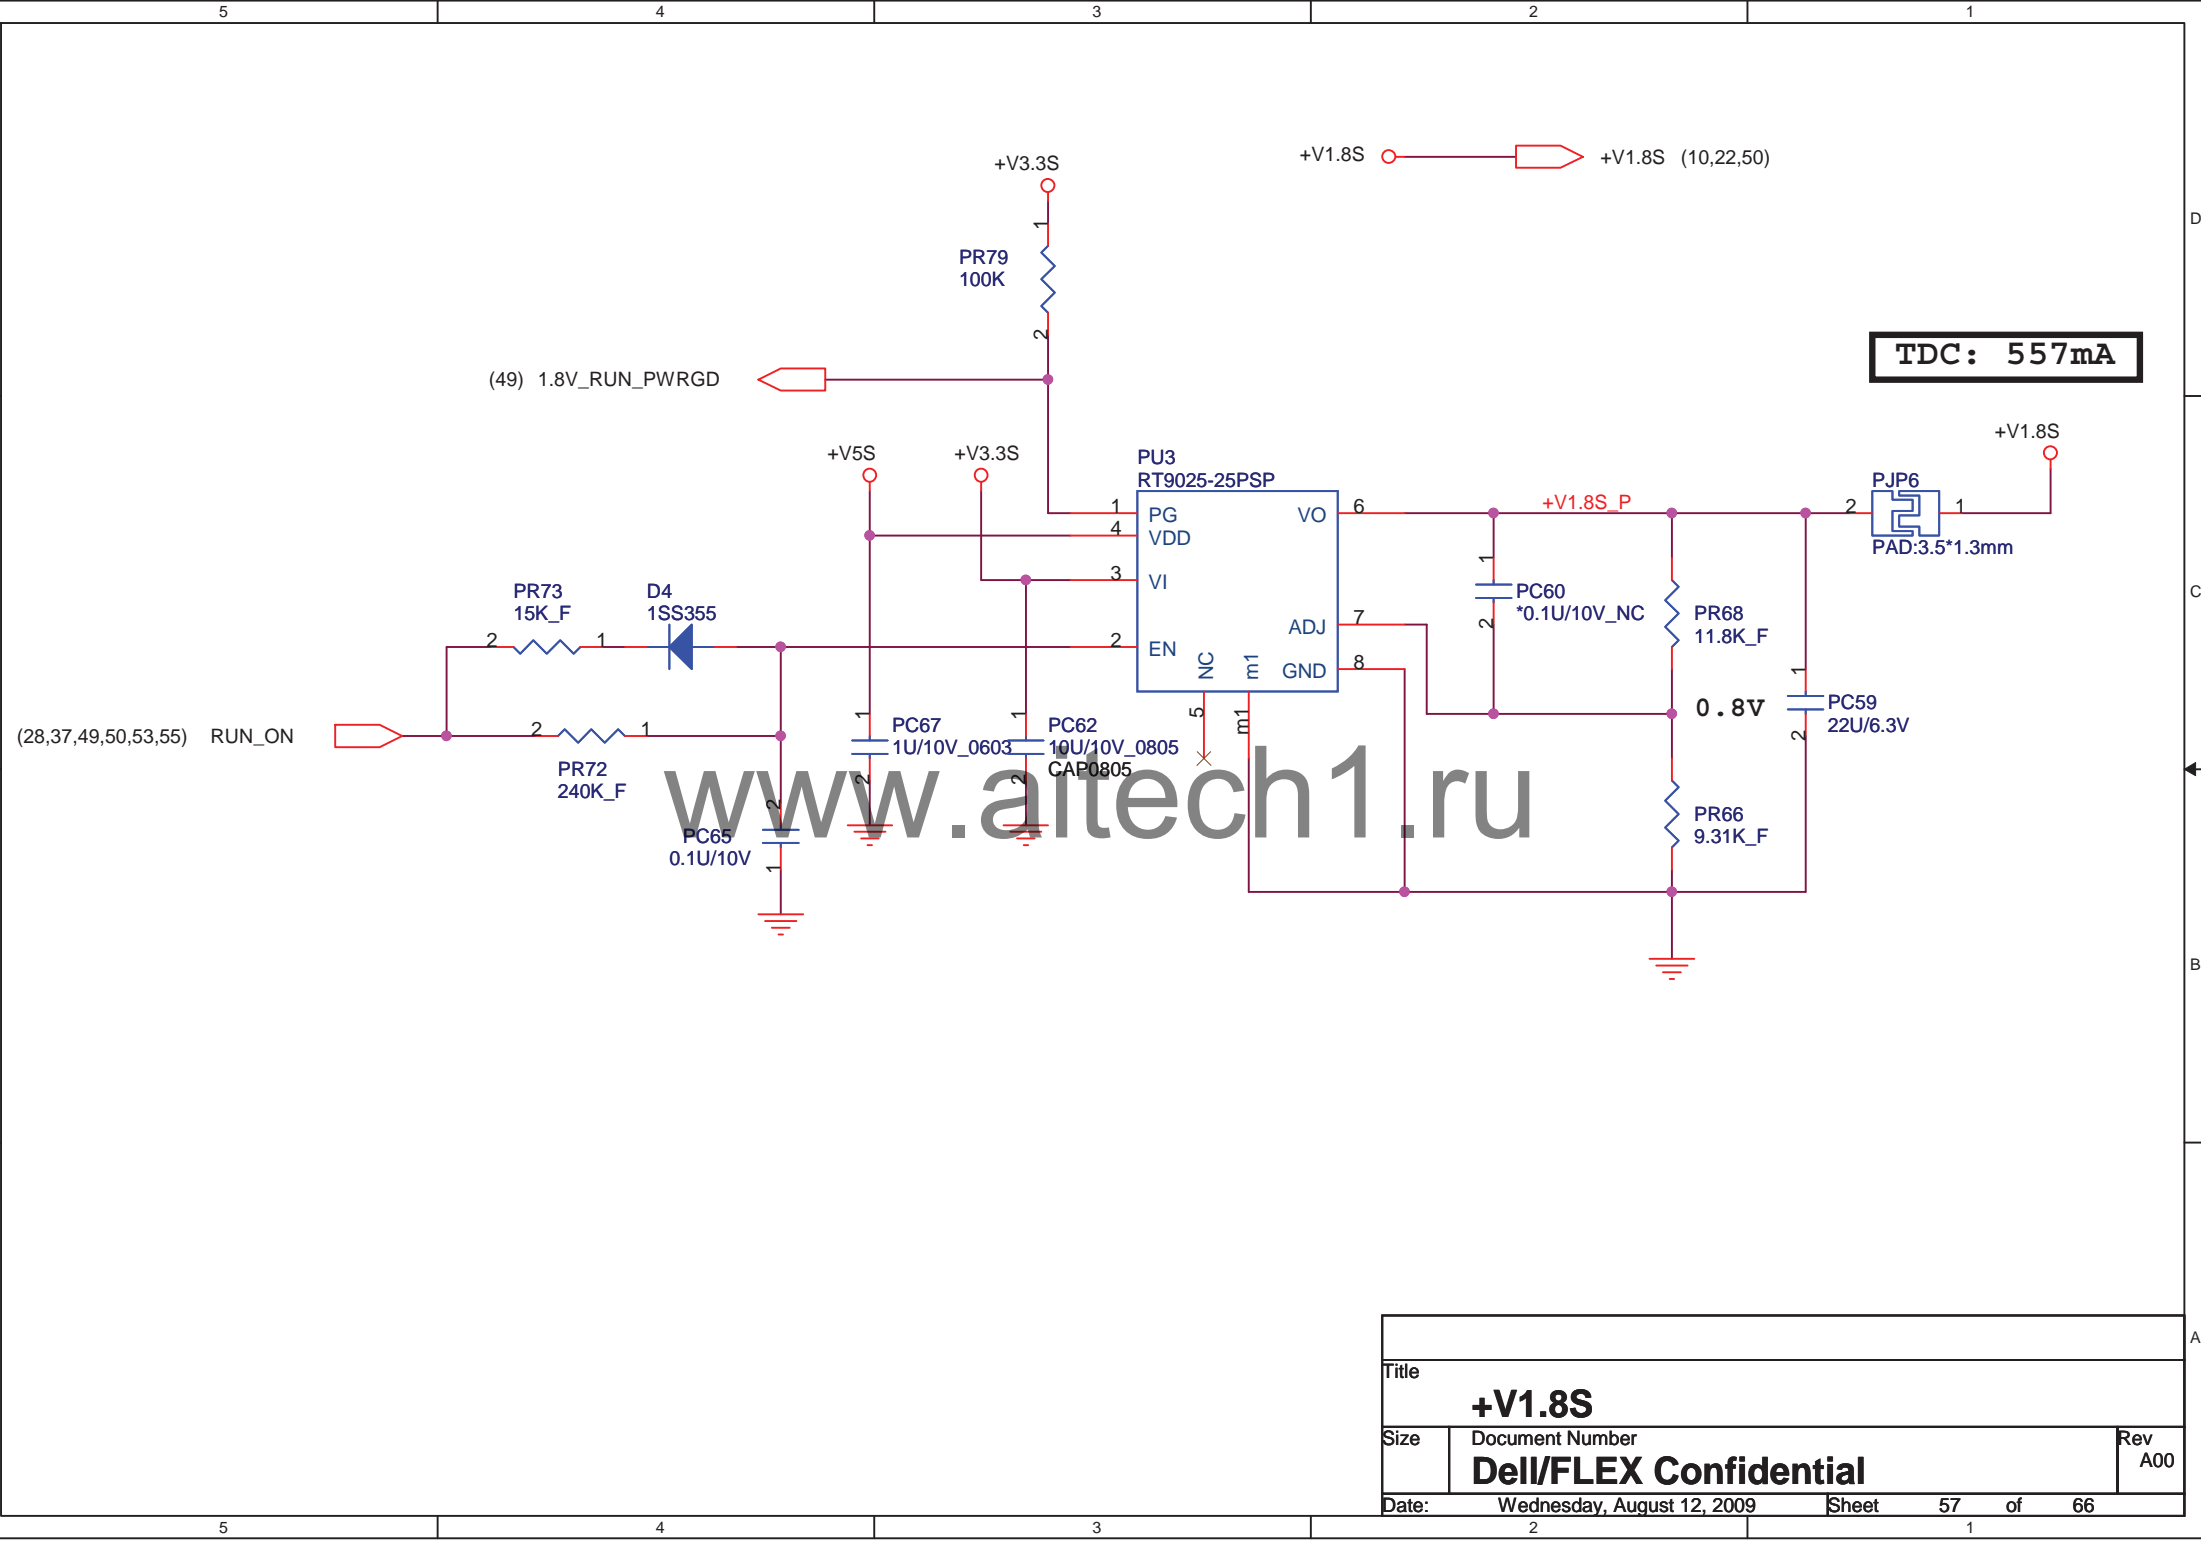 5 4 3 2 1
+V3.3S
+V1.8S
+V1.8S (10,22,50)
D
1
PR79
100K
2
TDC: 557mA
(49) 1.8V_RUN_PWRGD
+V5S
+V3.3S
+V1.8S
PU3
RT9025-25PSP
PJP6
1 PG
4 VDD
3 VI
2 EN
VO 6
ADJ 7
GND 8
NC
m1
5
m1
+V1.8S_P
2 1
PAD:3.5*1.3mm
C
PR73
15K_F
2 1
D4
1SS355
1
PC60
*0.1U/10V_NC
2
PR68
11.8K_F
0.8V
1
PC59
22U/6.3V
2
(28,37,49,50,53,55) RUN_ON
2 1
PR72
240K_F
1
PC67
1U/10V_0603
2
1
PC62
10U/10V_0805
CAP0805
2
www.aitech1.ru
2
PC65
0.1U/10V
1
PR66
9.31K_F
B
A
Title
+V1.8S
Size
Document Number
Rev
Dell/FLEX Confidential
A00
Date: Wednesday, August 12, 2009 Sheet 57 of 66
5 4 3 2 1